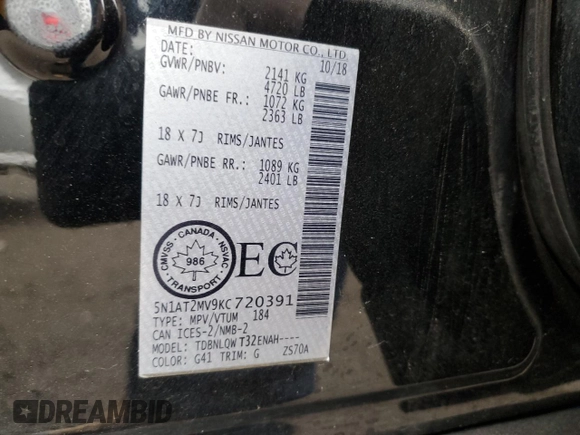 MFD BY NISSAN MOTOR CO., LTD.
DATE: 10/18
GVWR/PNBV: 2141 KG
4720 LB
GAWR/PNBE FR.: 1072 KG
2363 LB
18 X 7J RIMS/JANTES
GAWR/PNBE RR.: 1089 KG
2401 LB
18 X 7J RIMS/JANTES
CMVSS · CANADA · NSVAC
986
TRANSPORT
EC
5N1AT2MV9KC720391
TYPE: MPV/VTUM 184
CAN ICES-2/NMB-2
MODEL: TDBNLQWT32ENAH----
COLOR: G41 TRIM: G ZS70A
DREAMBID